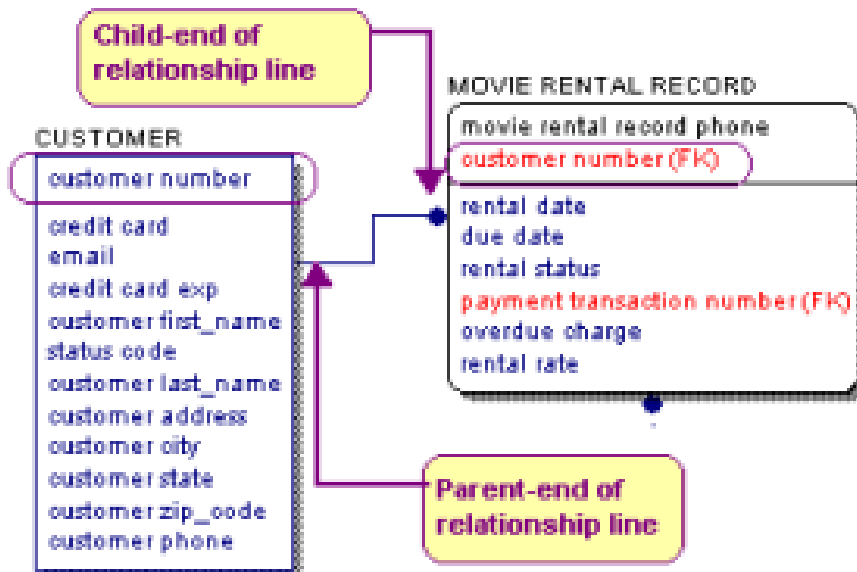 Child-end of
relationship line
MOVIE RENTAL RECORD
movie rental record phone
customer number (FK)
rental date
due date
rental status
payment transaction number (FK)
overdue charge
rental rate
CUSTOMER
customer number
credit card
email
credit card exp
customer first_name
status code
customer last_name
customer address
customer city
customer state
customer zip_code
customer phone
Parent-end of
relationship line